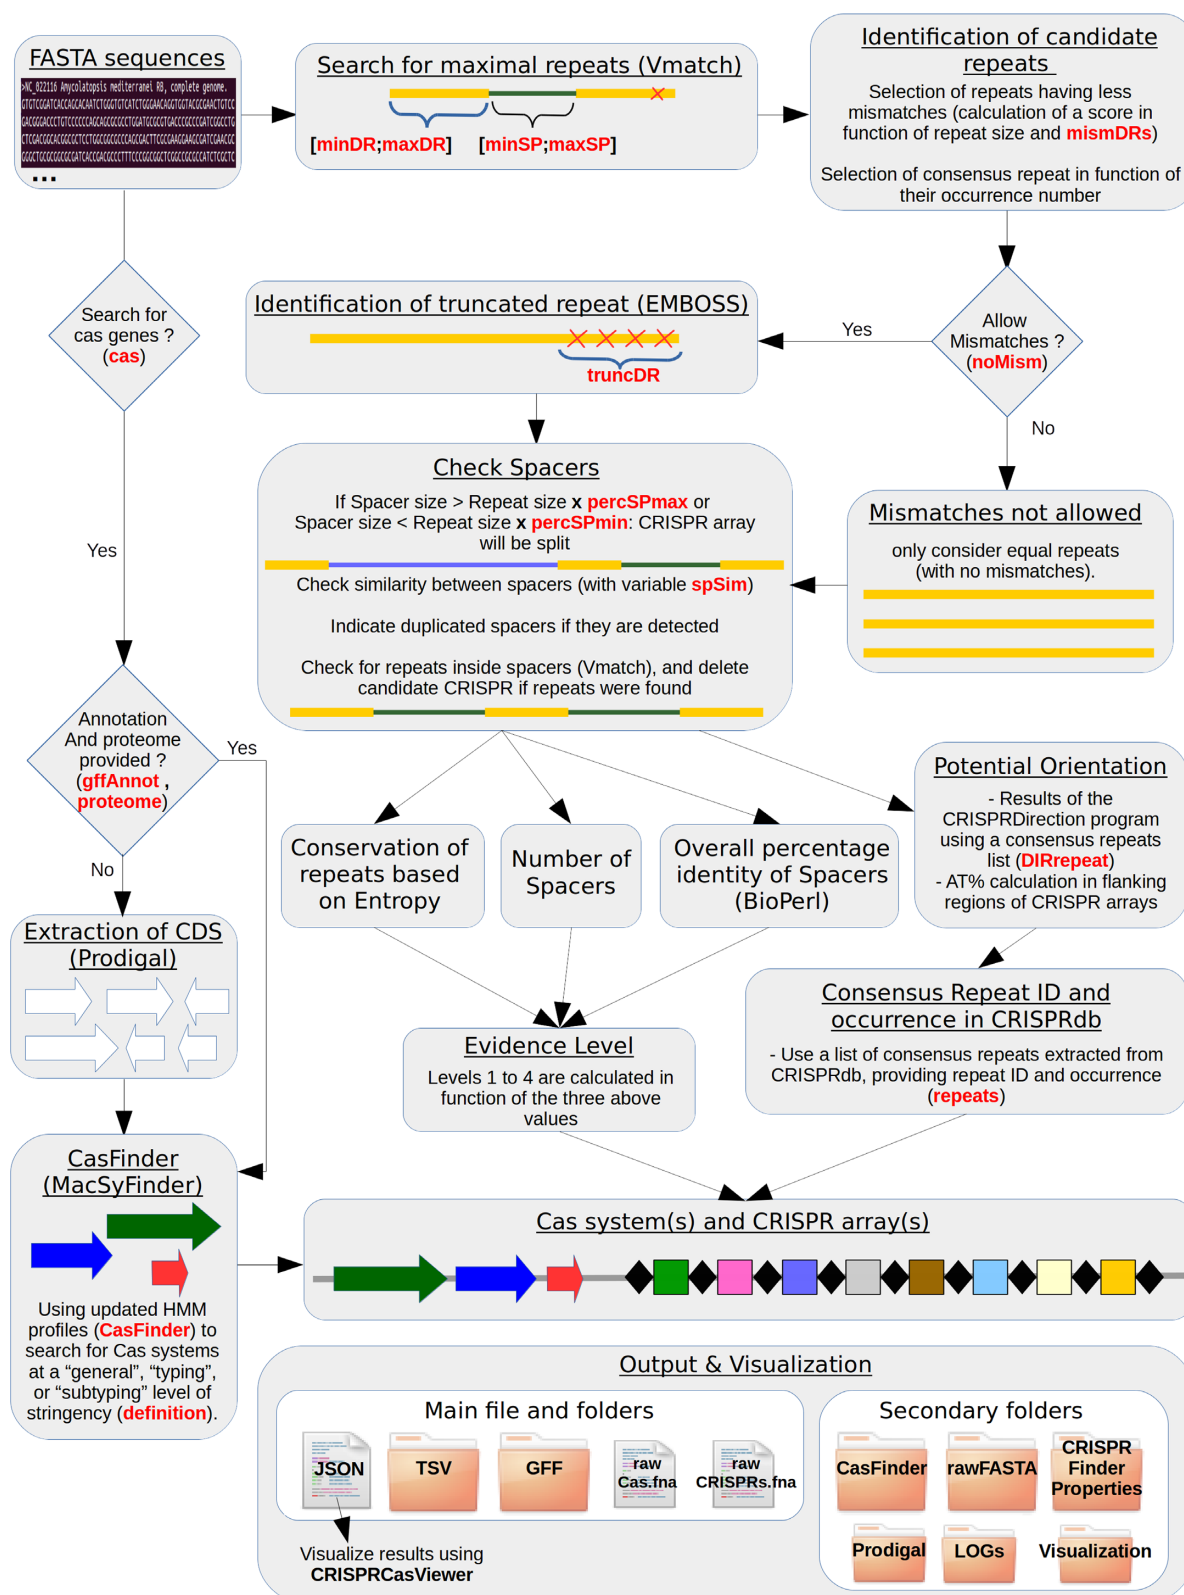 FASTA sequences
>NC_022116 Amycolatopsis mediterranei RB, complete genome.
...
Search for maximal repeats (Vmatch)
[minDR;maxDR] [minSP;maxSP]
Identification of candidate
repeats
Selection of repeats having less
mismatches (calculation of a score in
function of repeat size and mismDRs)
Selection of consensus repeat in function of
their occurrence number
Search for
cas genes ?
(cas)
Identification of truncated repeat (EMBOSS)
truncDR
Yes
Allow
Mismatches ?
(noMism)
No
Check Spacers
If Spacer size > Repeat size x percSPmax or
Spacer size < Repeat size x percSPmin: CRISPR array
will be split
Check similarity between spacers (with variable spSim)
Indicate duplicated spacers if they are detected
Check for repeats inside spacers (Vmatch), and delete
candidate CRISPR if repeats were found
Mismatches not allowed
only consider equal repeats
(with no mismatches).
Yes
Annotation
And proteome
provided ?
(gffAnnot ,
proteome)
Yes
No
Conservation of
repeats based
on Entropy
Number of
Spacers
Overall percentage
identity of Spacers
(BioPerl)
Potential Orientation
- Results of the
CRISPRDirection program
using a consensus repeats
list (DIRrepeat)
- AT% calculation in flanking
regions of CRISPR arrays
Extraction of CDS
(Prodigal)
Evidence Level
Levels 1 to 4 are calculated in
function of the three above
values
Consensus Repeat ID and
occurrence in CRISPRdb
- Use a list of consensus repeats extracted from
CRISPRdb, providing repeat ID and occurrence
(repeats)
CasFinder
(MacSyFinder)
Using updated HMM
profiles (CasFinder) to
search for Cas systems
at a “general”, “typing”,
or “subtyping” level of
stringency (definition).
Cas system(s) and CRISPR array(s)
Output & Visualization
Main file and folders
JSON
TSV
GFF
raw
Cas.fna
raw
CRISPRs.fna
Visualize results using
CRISPRCasViewer
Secondary folders
CasFinder
rawFASTA
CRISPR
Finder
Properties
Prodigal
LOGs
Visualization